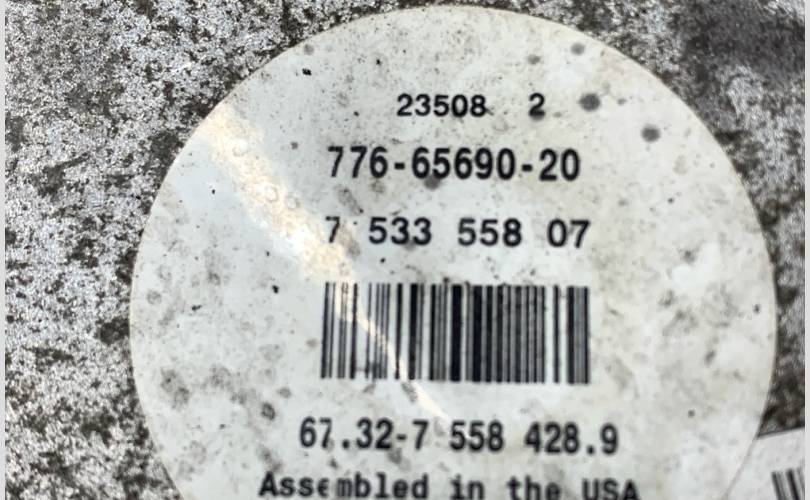 23508 2
776-65690-20
7 533 558 07
67.32-7 558 428.9
Assembled in the USA